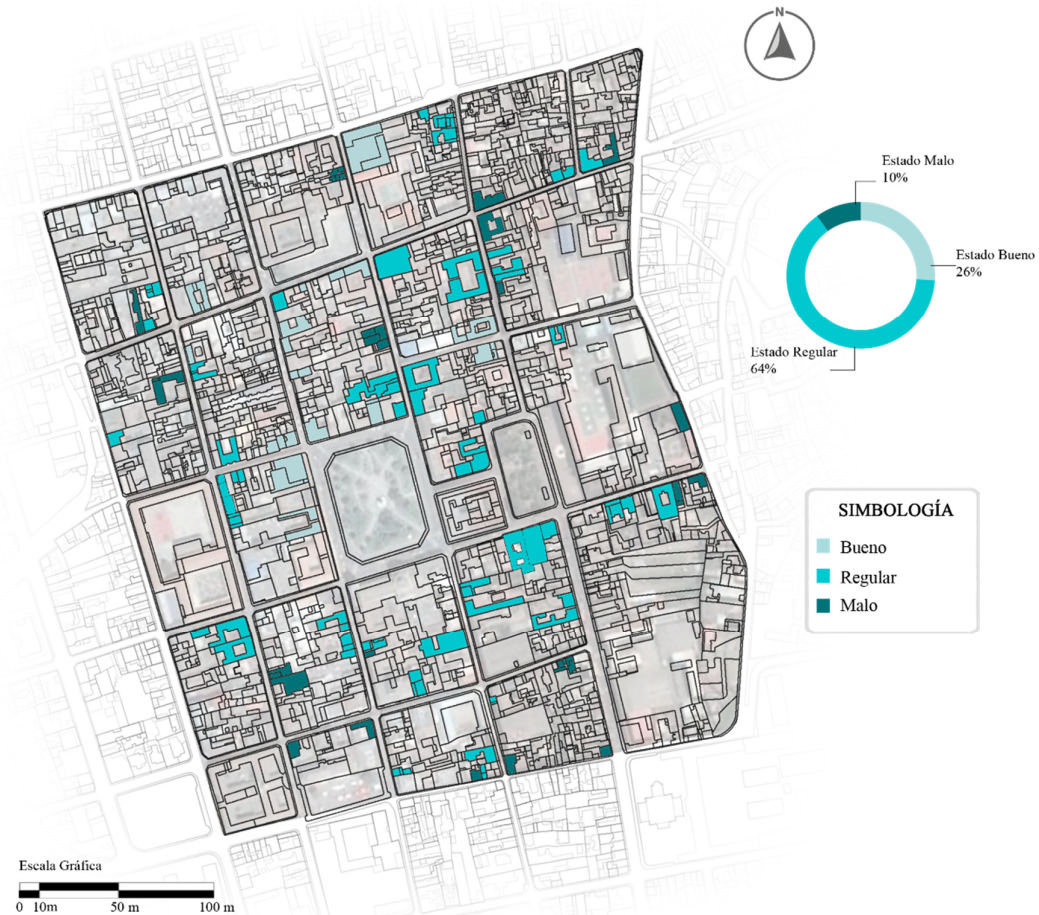 N
Estado Malo
10%
Estado Bueno
26%
Estado Regular
64%
SIMBOLOGÍA
Bueno
Regular
Malo
Escala Gráfica
0 10m 50 m 100 m